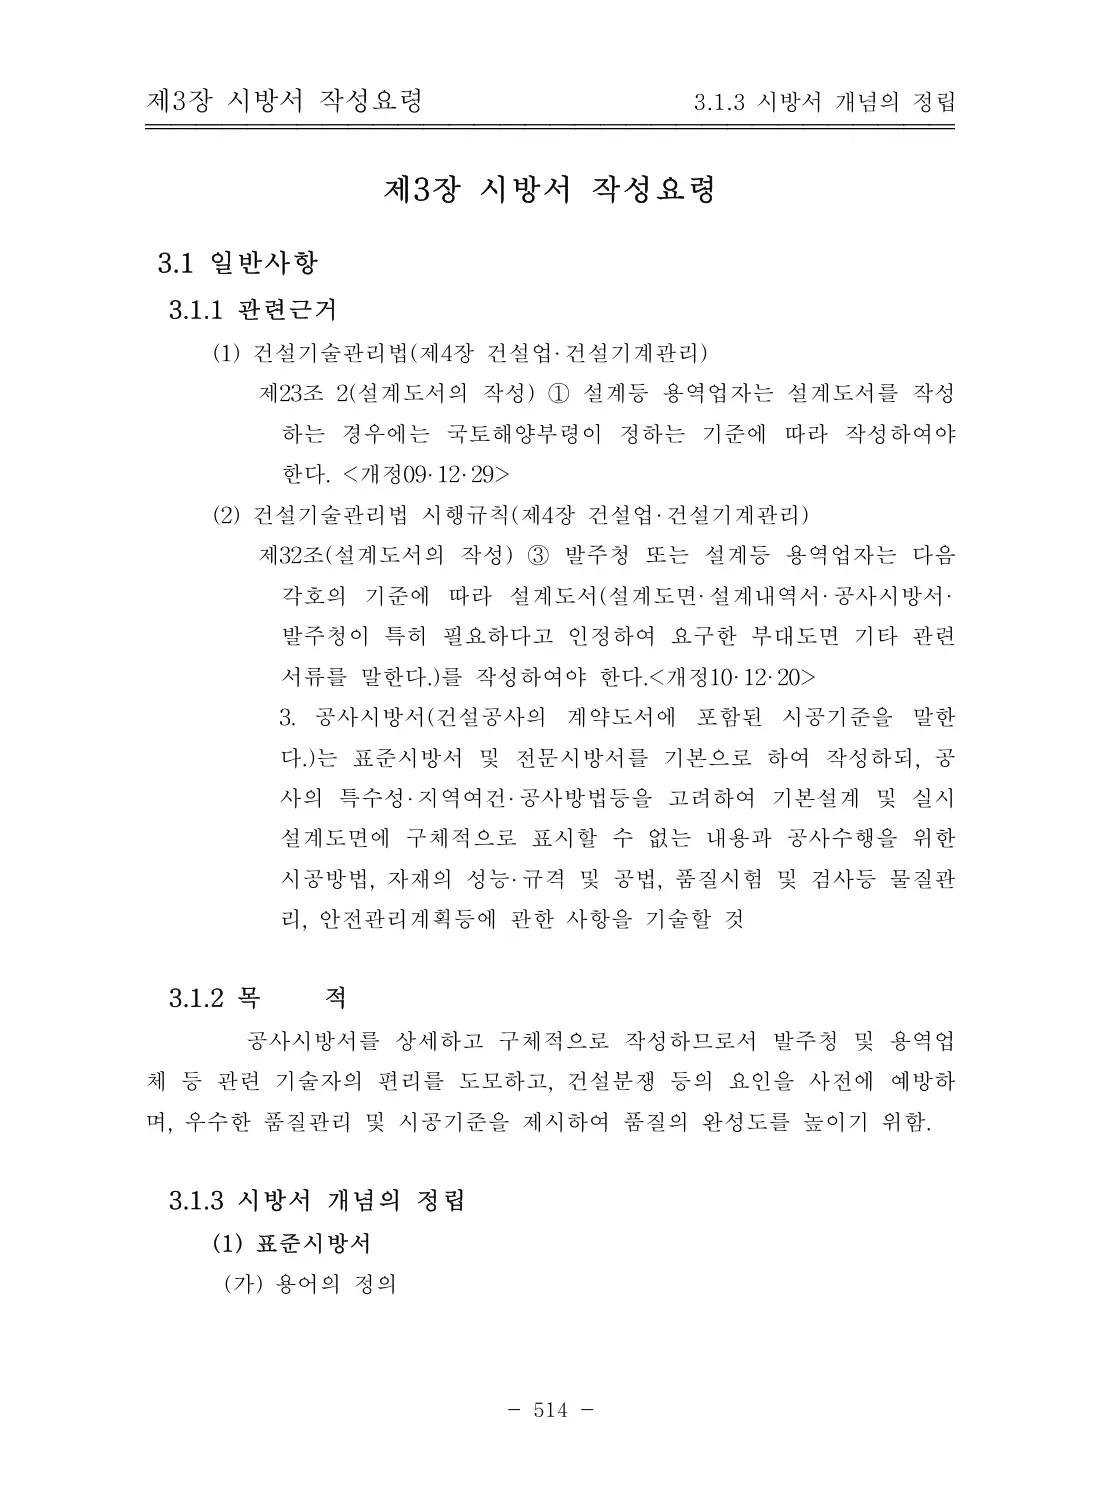 제3장 시방서 작성요령
3.1.3 시방서 개념의 정립
제3장 시방서 작성요령
3.1 일반사항
3.1.1 관련근거
(1) 건설기술관리법(제4장 건설업·건설기계관리)
제23조 2(설계도서의 작성) ① 설계등 용역업자는 설계도서를 작성
하는 경우에는 국토해양부령이 정하는 기준에 따라 작성하여야
한다. <개정09·12·29>
(2) 건설기술관리법 시행규칙(제4장 건설업·건설기계관리)
제32조(설계도서의 작성) ③ 발주청 또는 설계등 용역업자는 다음
각호의 기준에 따라 설계도서(설계도면·설계내역서·공사시방서·
발주청이 특히 필요하다고 인정하여 요구한 부대도면 기타 관련
서류를 말한다.)를 작성하여야 한다.<개정10·12·20>
3. 공사시방서(건설공사의 계약도서에 포함된 시공기준을 말한
다.)는 표준시방서 및 전문시방서를 기본으로 하여 작성하되, 공
사의 특수성·지역여건·공사방법등을 고려하여 기본설계 및 실시
설계도면에 구체적으로 표시할 수 없는 내용과 공사수행을 위한
시공방법, 자재의 성능·규격 및 공법, 품질시험 및 검사등 물질관
리, 안전관리계획등에 관한 사항을 기술할 것
3.1.2 목 적
공사시방서를 상세하고 구체적으로 작성하므로서 발주청 및 용역업
체 등 관련 기술자의 편리를 도모하고, 건설분쟁 등의 요인을 사전에 예방하
며, 우수한 품질관리 및 시공기준을 제시하여 품질의 완성도를 높이기 위함.
3.1.3 시방서 개념의 정립
(1) 표준시방서
(가) 용어의 정의
- 514 -